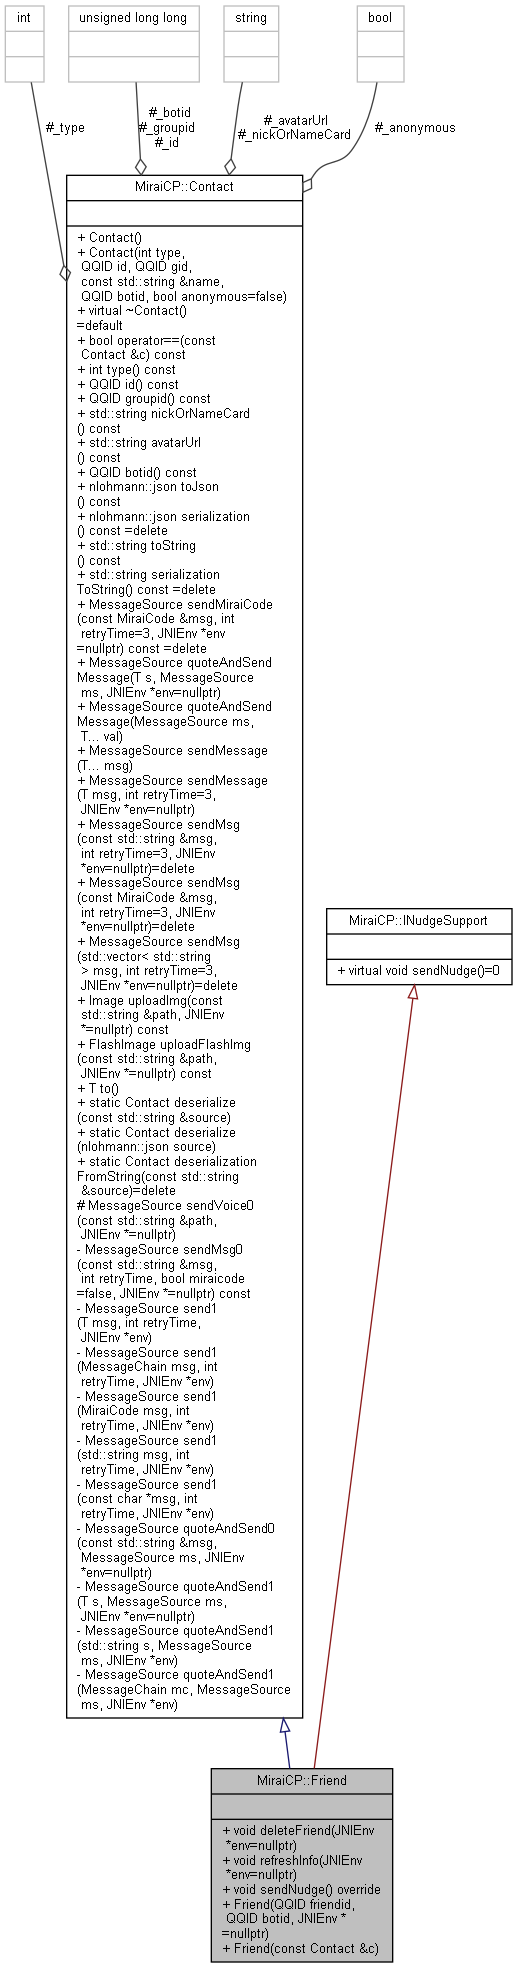 int
unsigned long long
string
bool
#_type
#_botid
#_groupid
#_id
#_avatarUrl
#_nickOrNameCard
#_anonymous
MiraiCP::Contact
+ Contact()
+ Contact(int type,
QQID id, QQID gid,
const std::string &name,
QQID botid, bool anonymous=false)
+ virtual ~Contact()
=default
+ bool operator==(const
Contact &c) const
+ int type() const
+ QQID id() const
+ QQID groupid() const
+ std::string nickOrNameCard
() const
+ std::string avatarUrl
() const
+ QQID botid() const
+ nlohmann::json toJson
() const
+ nlohmann::json serialization
() const =delete
+ std::string toString
() const
+ std::string serialization
ToString() const =delete
+ MessageSource sendMiraiCode
(const MiraiCode &msg, int
retryTime=3, JNIEnv *env
=nullptr) const =delete
+ MessageSource quoteAndSend
Message(T s, MessageSource
ms, JNIEnv *env=nullptr)
+ MessageSource quoteAndSend
Message(MessageSource ms,
T... val)
+ MessageSource sendMessage
(T... msg)
+ MessageSource sendMessage
(T msg, int retryTime=3,
JNIEnv *env=nullptr)
+ MessageSource sendMsg
(const std::string &msg,
int retryTime=3, JNIEnv
*env=nullptr)=delete
+ MessageSource sendMsg
(const MiraiCode &msg,
int retryTime=3, JNIEnv
*env=nullptr)=delete
+ MessageSource sendMsg
(std::vector< std::string
> msg, int retryTime=3,
JNIEnv *env=nullptr)=delete
+ Image uploadImg(const
std::string &path, JNIEnv
*=nullptr) const
+ FlashImage uploadFlashImg
(const std::string &path,
JNIEnv *=nullptr) const
+ T to()
+ static Contact deserialize
(const std::string &source)
+ static Contact deserialize
(nlohmann::json source)
+ static Contact deserialization
FromString(const std::string
&source)=delete
# MessageSource sendVoice0
(const std::string &path,
JNIEnv *=nullptr)
- MessageSource sendMsg0
(const std::string &msg,
int retryTime, bool miraicode
=false, JNIEnv *=nullptr) const
- MessageSource send1
(T msg, int retryTime,
JNIEnv *env)
- MessageSource send1
(MessageChain msg, int
retryTime, JNIEnv *env)
- MessageSource send1
(MiraiCode msg, int
retryTime, JNIEnv *env)
- MessageSource send1
(std::string msg, int
retryTime, JNIEnv *env)
- MessageSource send1
(const char *msg, int
retryTime, JNIEnv *env)
- MessageSource quoteAndSend0
(const std::string &msg,
MessageSource ms, JNIEnv
*env=nullptr)
- MessageSource quoteAndSend1
(T s, MessageSource ms,
JNIEnv *env=nullptr)
- MessageSource quoteAndSend1
(std::string s, MessageSource
ms, JNIEnv *env)
- MessageSource quoteAndSend1
(MessageChain mc, MessageSource
ms, JNIEnv *env)
MiraiCP::INudgeSupport
+ virtual void sendNudge()=0
MiraiCP::Friend
+ void deleteFriend(JNIEnv
*env=nullptr)
+ void refreshInfo(JNIEnv
*env=nullptr)
+ void sendNudge() override
+ Friend(QQID friendid,
QQID botid, JNIEnv *
=nullptr)
+ Friend(const Contact &c)